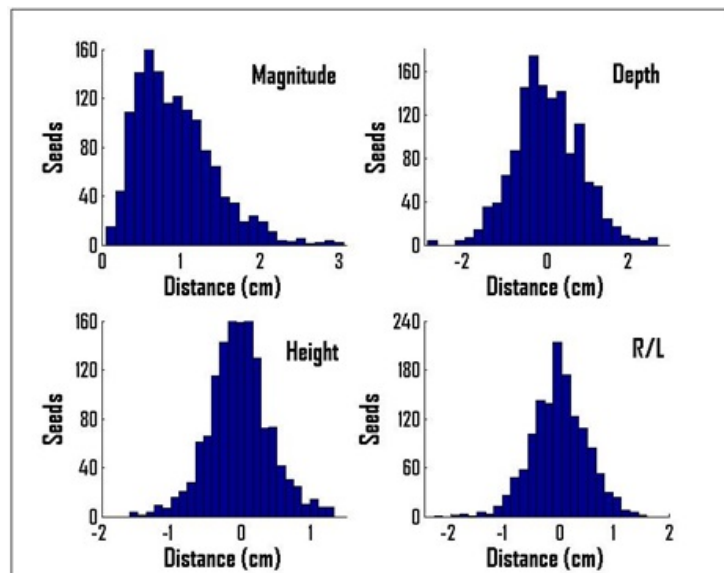 Magnitude
Seeds
160
120
80
40
0
0 1 2 3
Distance (cm)
Depth
Seeds
160
120
80
40
0
-2 0 2
Distance (cm)
Height
Seeds
160
120
80
40
0
-2 -1 0 1
Distance (cm)
R/L
Seeds
240
180
120
60
0
-2 -1 0 1 2
Distance (cm)